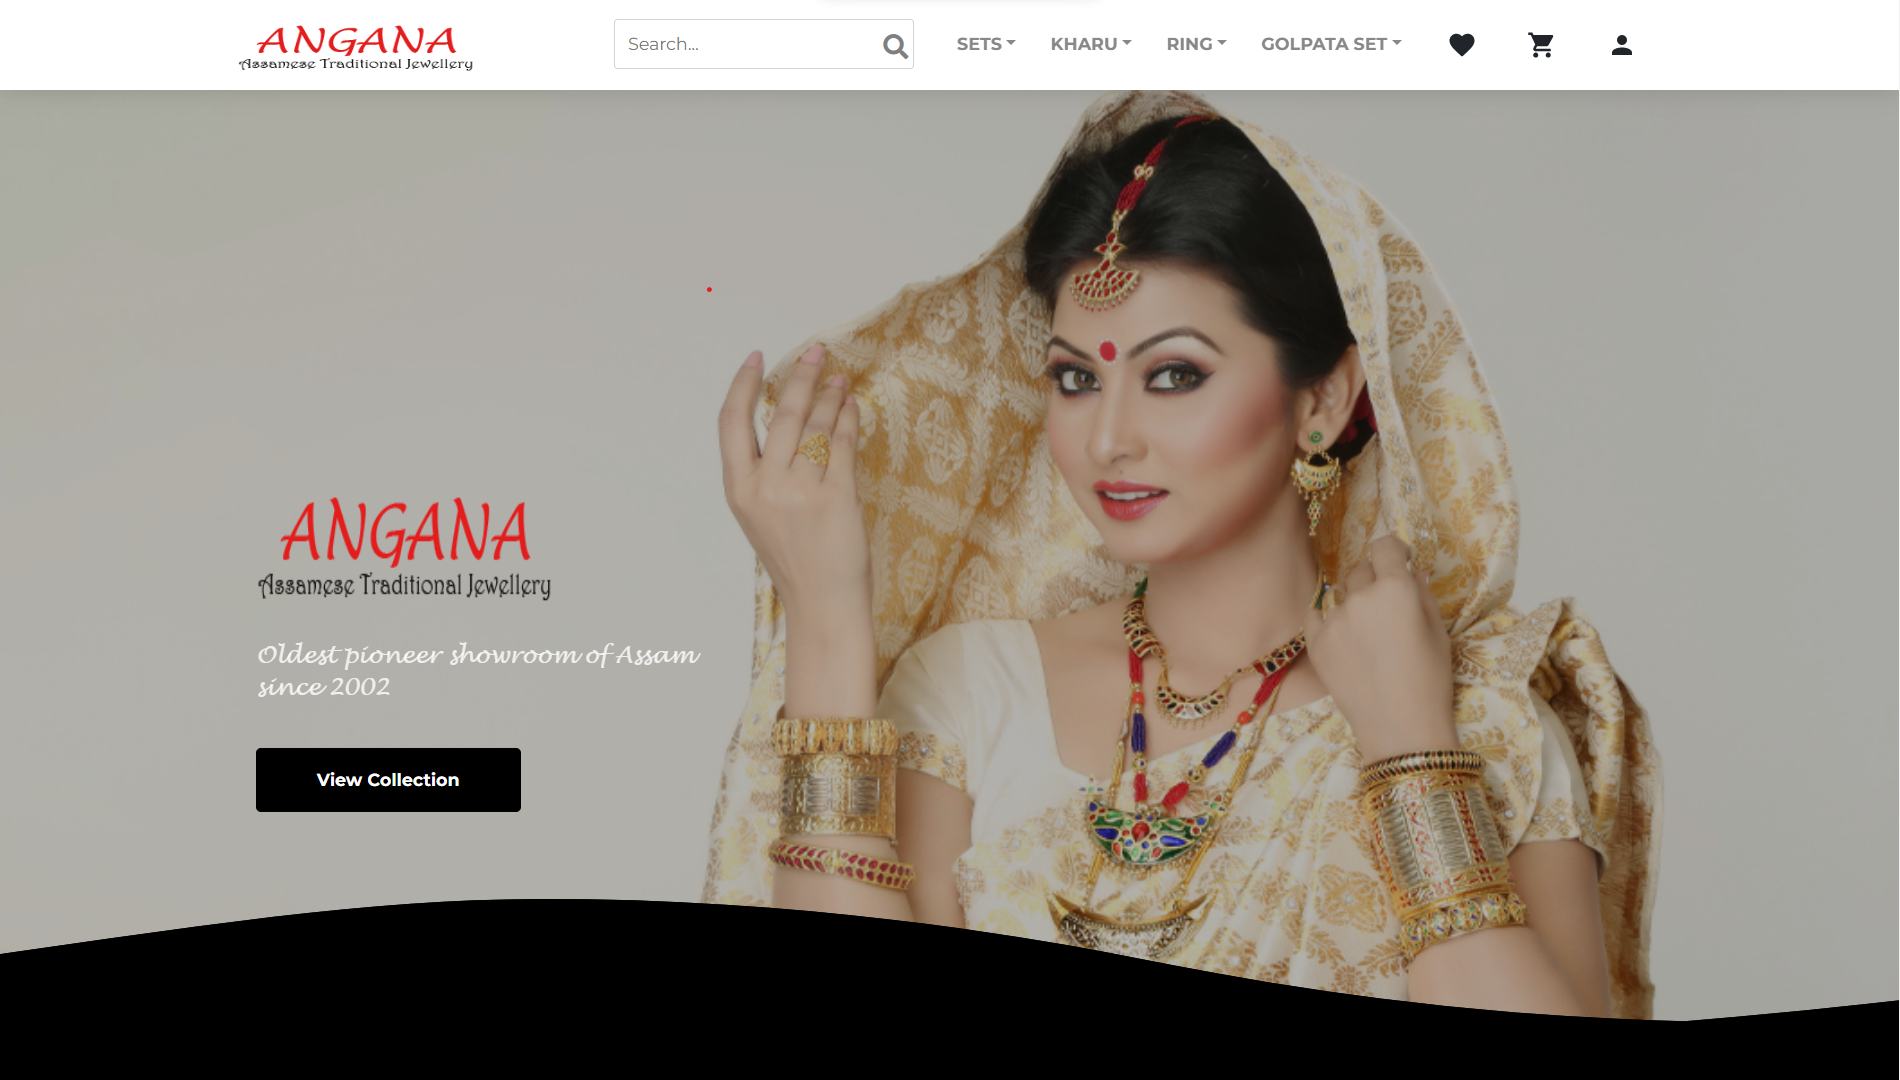 ANGANA
Assamese Traditional Jewellery
Search...
SETS
KHARU
RING
GOLPATA SET
ANGANA
Assamese Traditional Jewellery
Oldest pioneer showroom of Assam
since 2002
View Collection